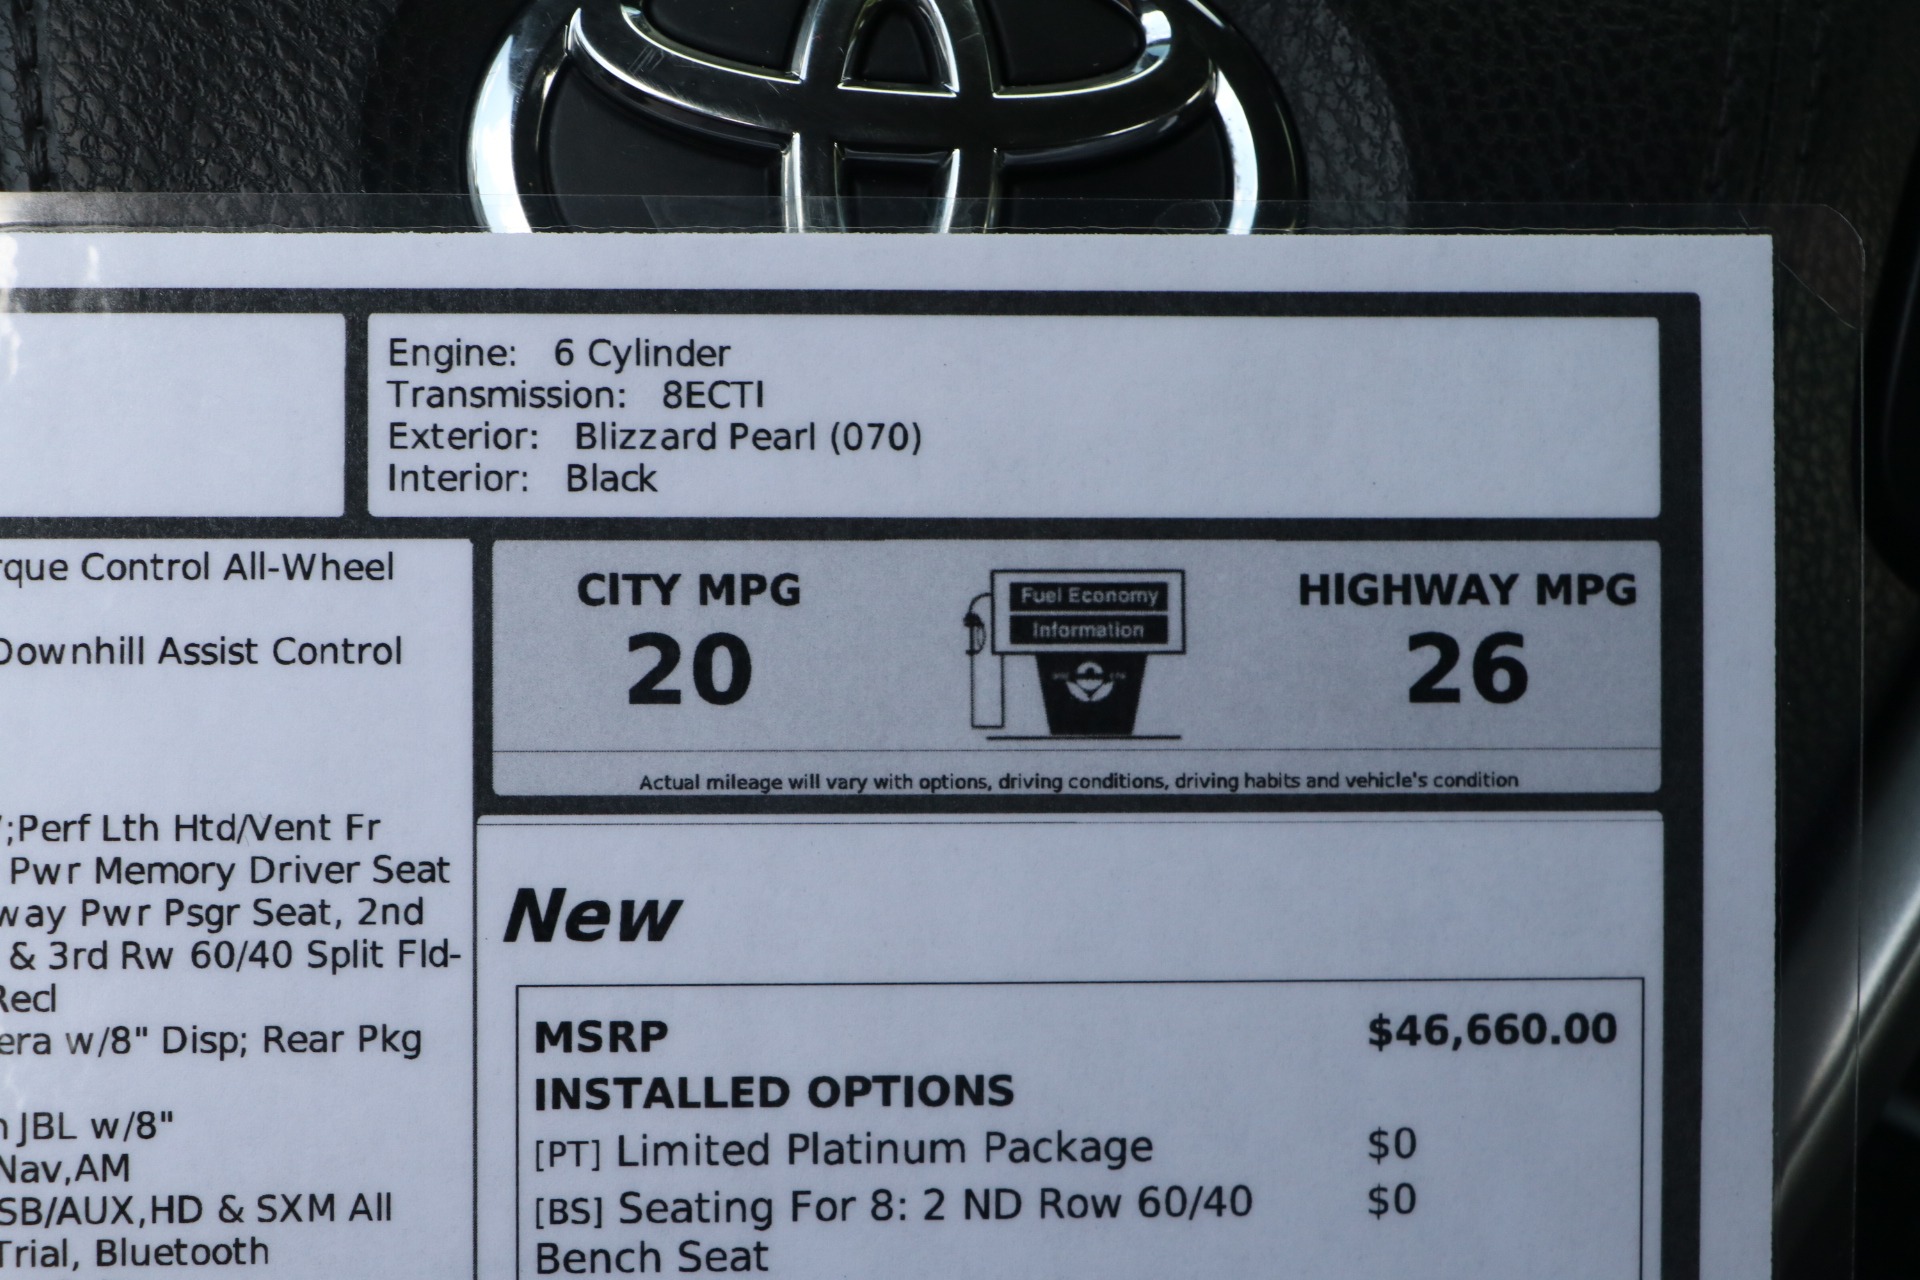 Engine: 6 Cylinder
Transmission: 8ECTI
Exterior: Blizzard Pearl (070)
Interior: Black
rque Control All-Wheel
Downhill Assist Control
;Perf Lth Htd/Vent Fr
Pwr Memory Driver Seat
way Pwr Psgr Seat, 2nd
& 3rd Rw 60/40 Split Fld-
Recl
era w/8" Disp; Rear Pkg
n JBL w/8"
Nav,AM
SB/AUX,HD & SXM All
Trial, Bluetooth
CITY MPG
20
Fuel Economy
Information
HIGHWAY MPG
26
Actual mileage will vary with options, driving conditions, driving habits and vehicle's condition
New
MSRP $46,660.00
INSTALLED OPTIONS
[PT] Limited Platinum Package $0
[BS] Seating For 8: 2 ND Row 60/40 $0
Bench Seat